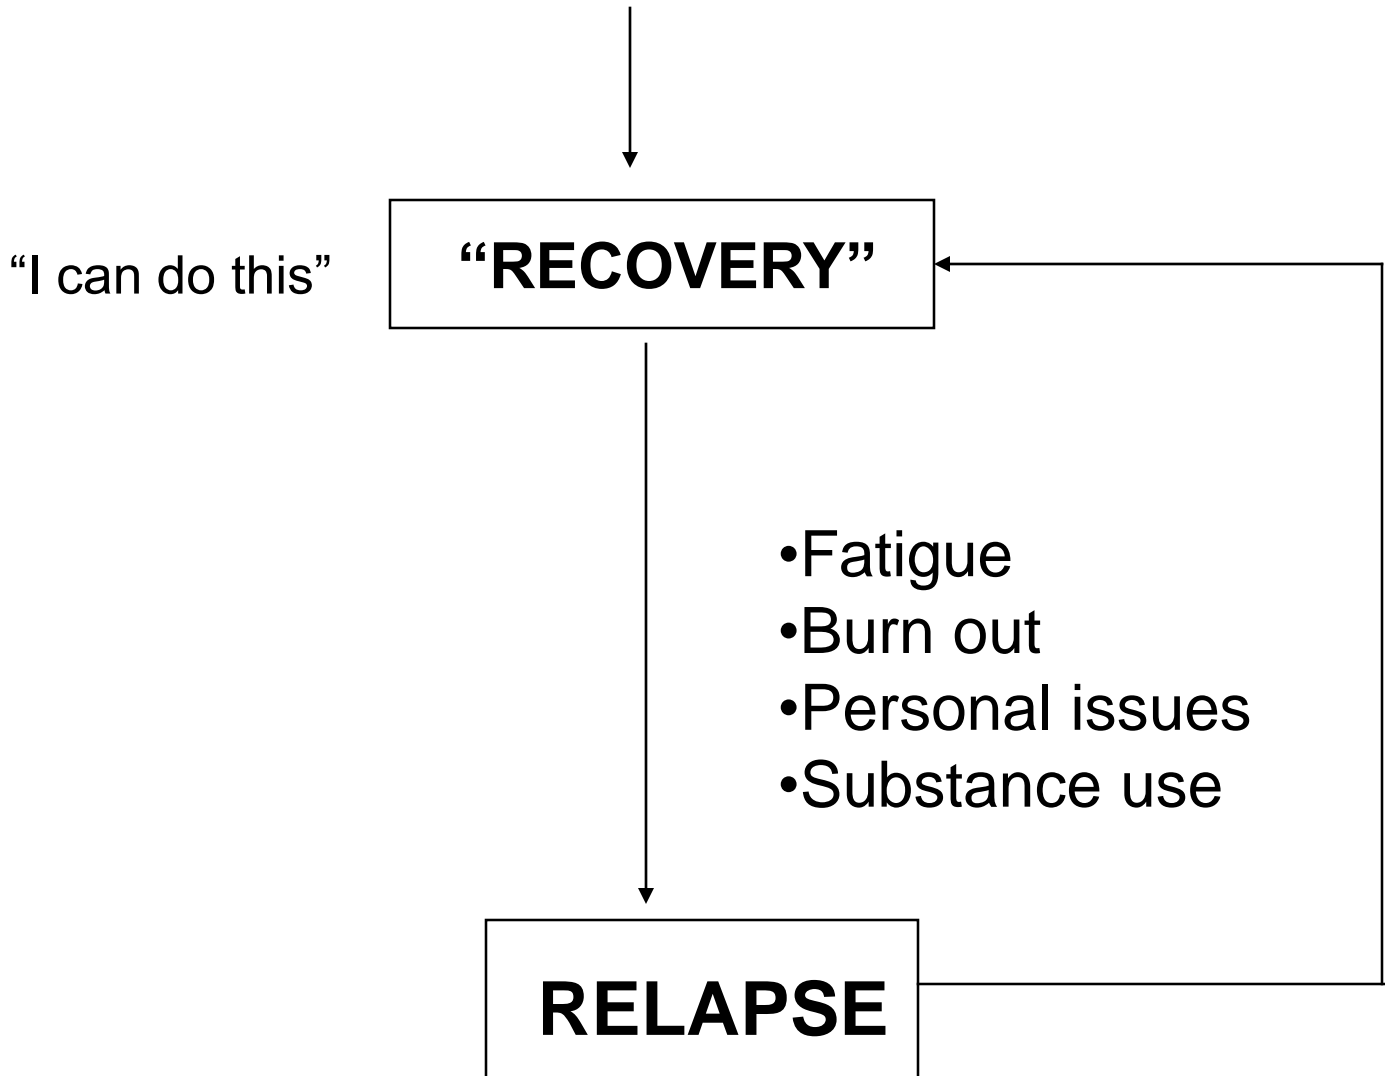 “I can do this”
“RECOVERY”
•Fatigue
•Burn out
•Personal issues
•Substance use
RELAPSE